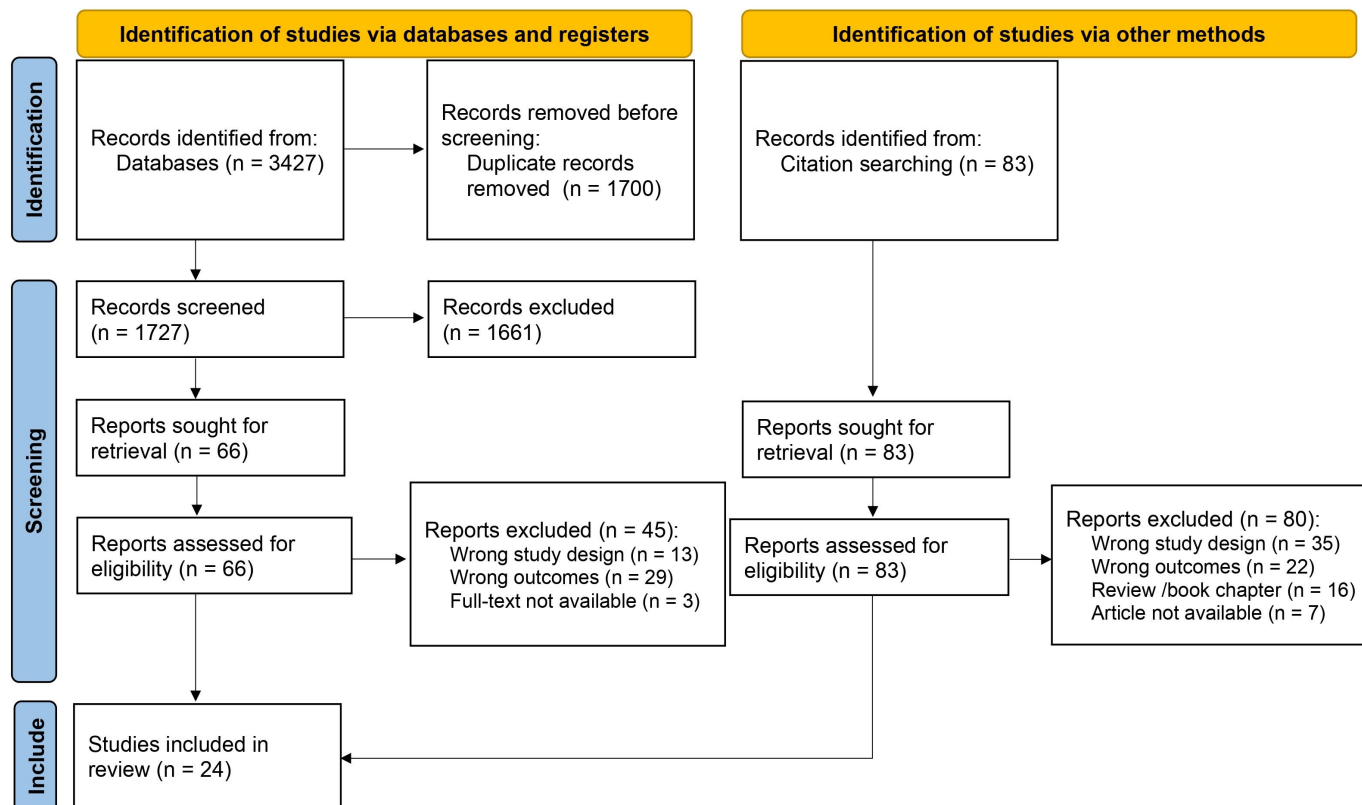 Identification of studies via databases and registers
Identification of studies via other methods
Identification
Records identified from:
Databases (n = 3427)
Records removed before
screening:
Duplicate records
removed (n = 1700)
Records identified from:
Citation searching (n = 83)
Screening
Records screened
(n = 1727)
Records excluded
(n = 1661)
Reports sought for
retrieval (n = 66)
Reports sought for
retrieval (n = 83)
Reports assessed for
eligibility (n = 66)
Reports excluded (n = 45):
Wrong study design (n = 13)
Wrong outcomes (n = 29)
Full-text not available (n = 3)
Reports assessed for
eligibility (n = 83)
Reports excluded (n = 80):
Wrong study design (n = 35)
Wrong outcomes (n = 22)
Review /book chapter (n = 16)
Article not available (n = 7)
Include
Studies included in
review (n = 24)